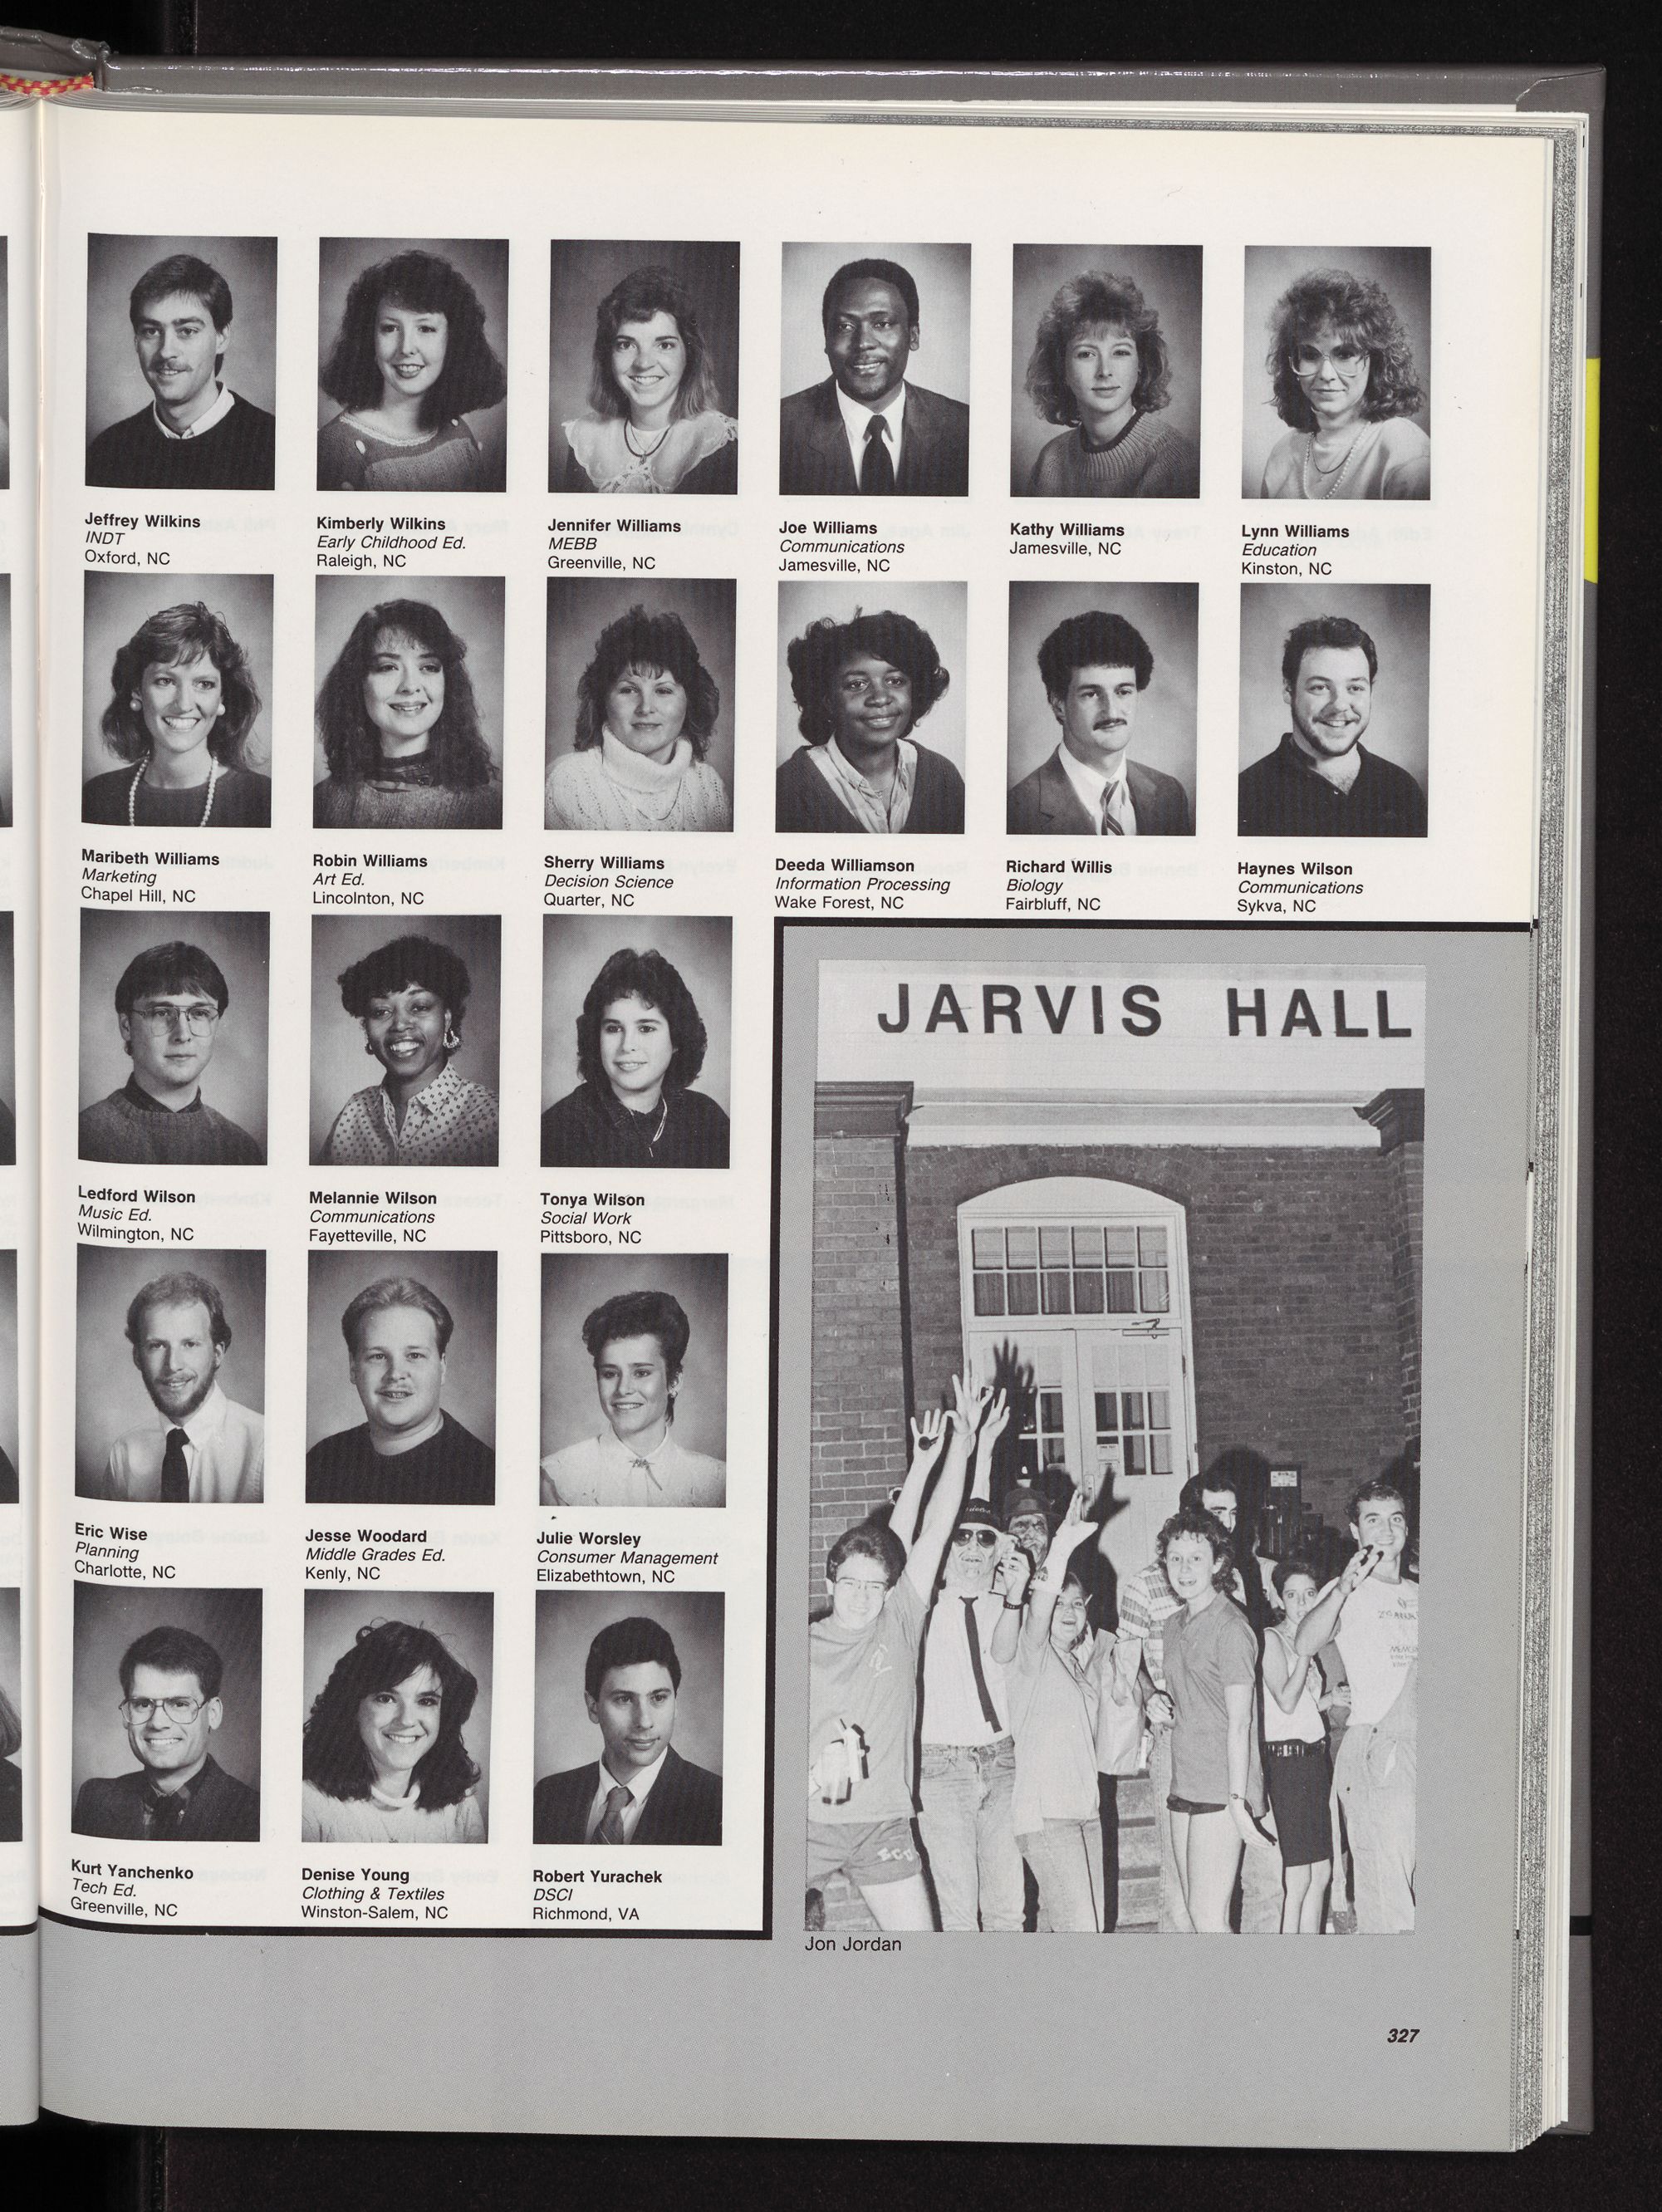 Jeffrey Wilkins
INDT
Oxford, NC
Kimberly Wilkins
Early Childhood Ed.
Raleigh, NC
Jennifer Williams
MEBB
Greenville, NC
Joe Williams
Communications
Jamesville, NC
Kathy Williams
Jamesville, NC
Lynn Williams
Education
Kinston, NC
Maribeth Williams
Marketing
Chapel Hill, NC
Robin Williams
Art Ed.
Lincolnton, NC
Sherry Williams
Decision Science
Quarter, NC
Deeda Williamson
Information Processing
Wake Forest, NC
Richard Willis
Biology
Fairbluff, NC
Haynes Wilson
Communications
Sykva, NC
Ledford Wilson
Music Ed.
Wilmington, NC
Melannie Wilson
Communications
Fayetteville, NC
Tonya Wilson
Social Work
Pittsboro, NC
JARVIS HALL
Eric Wise
Planning
Charlotte, NC
Jesse Woodard
Middle Grades Ed.
Kenly, NC
Julie Worsley
Consumer Management
Elizabethtown, NC
ECU
Kurt Yanchenko
Tech Ed.
Greenville, NC
Denise Young
Clothing & Textiles
Winston-Salem, NC
Robert Yurachek
DSCI
Richmond, VA
Jon Jordan
327